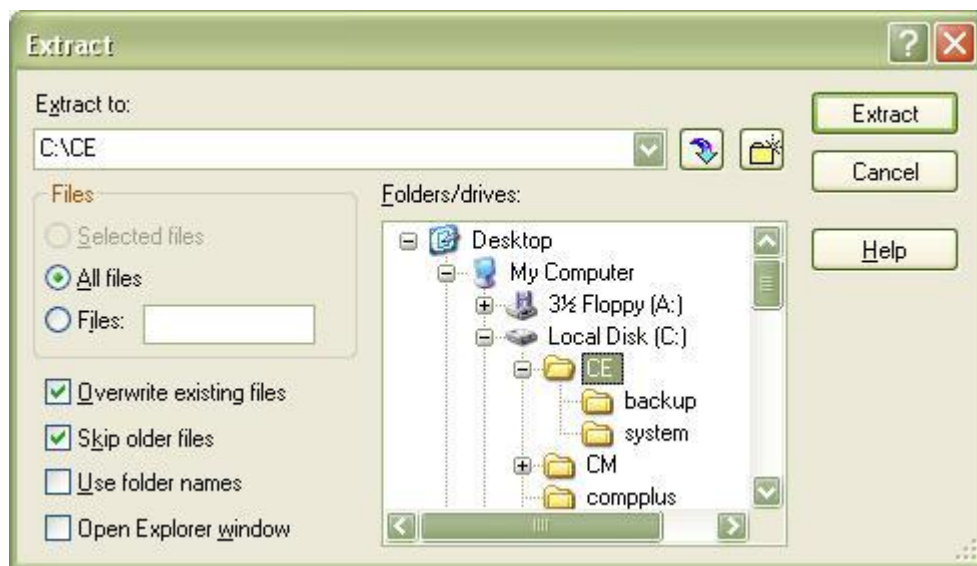 Extract
Extract to:
C:\CE
Extract
Cancel
Help
Files
Selected files
All files
Files:
Overwrite existing files
Skip older files
Use folder names
Open Explorer window
Folders/drives:
Desktop
My Computer
3½ Floppy (A:)
Local Disk (C:)
CE
backup
system
CM
compplus